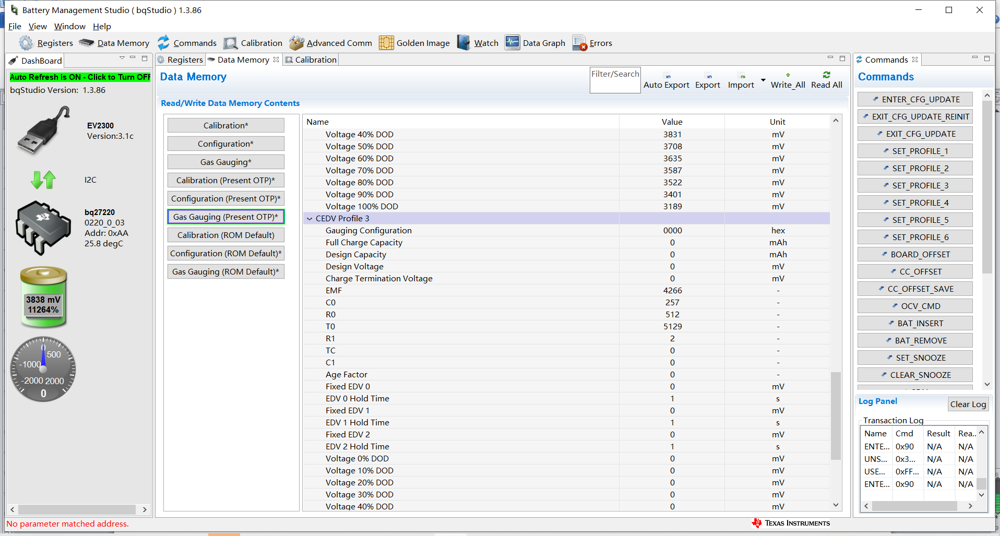 Battery Management Studio ( bqStudio ) 1.3.86
File View Window Help
Registers Data Memory Commands Calibration Advanced Comm Golden Image Watch Data Graph Errors
DashBoard
Auto Refresh is ON - Click to Turn OFF
bqStudio Version: 1.3.86
EV2300
Version:3.1c
I2C
bq27220
0220_0_03
Addr: 0xAA
25.8 degC
3838 mV
11264%
0
500
-1000
-2000 2000
0
Registers Data Memory Calibration
Data Memory
Filter/Search
Auto Export Export Import Write_All Read All
Read/Write Data Memory Contents
Calibration*
Configuration*
Gas Gauging*
Calibration (Present OTP)*
Configuration (Present OTP)*
Gas Gauging (Present OTP)*
Calibration (ROM Default)
Configuration (ROM Default)*
Gas Gauging (ROM Default)*
Name Value Unit
Voltage 40% DOD 3831 mV
Voltage 50% DOD 3708 mV
Voltage 60% DOD 3635 mV
Voltage 70% DOD 3587 mV
Voltage 80% DOD 3522 mV
Voltage 90% DOD 3401 mV
Voltage 100% DOD 3189 mV
CEDV Profile 3
Gauging Configuration 0000 hex
Full Charge Capacity 0 mAh
Design Capacity 0 mAh
Design Voltage 0 mV
Charge Termination Voltage 0 mV
EMF 4266 -
C0 257 -
R0 512 -
T0 5129 -
R1 2 -
TC 0 -
C1 0 -
Age Factor 0 -
Fixed EDV 0 0 mV
EDV 0 Hold Time 1 s
Fixed EDV 1 0 mV
EDV 1 Hold Time 1 s
Fixed EDV 2 0 mV
EDV 2 Hold Time 1 s
Voltage 0% DOD 0 mV
Voltage 10% DOD 0 mV
Voltage 20% DOD 0 mV
Voltage 30% DOD 0 mV
Voltage 40% DOD 0 mV
Commands
Commands
ENTER_CFG_UPDATE
EXIT_CFG_UPDATE_REINIT
EXIT_CFG_UPDATE
SET_PROFILE_1
SET_PROFILE_2
SET_PROFILE_3
SET_PROFILE_4
SET_PROFILE_5
SET_PROFILE_6
BOARD_OFFSET
CC_OFFSET
CC_OFFSET_SAVE
OCV_CMD
BAT_INSERT
BAT_REMOVE
SET_SNOOZE
CLEAR_SNOOZE
Log Panel
Clear Log
Transaction Log
Name Cmd Result Rea..
ENTE... 0x90 N/A N/A
UNS... 0x3... N/A N/A
USE... 0xFF... N/A N/A
ENTE... 0x90 N/A N/A
No parameter matched address.
TEXAS INSTRUMENTS